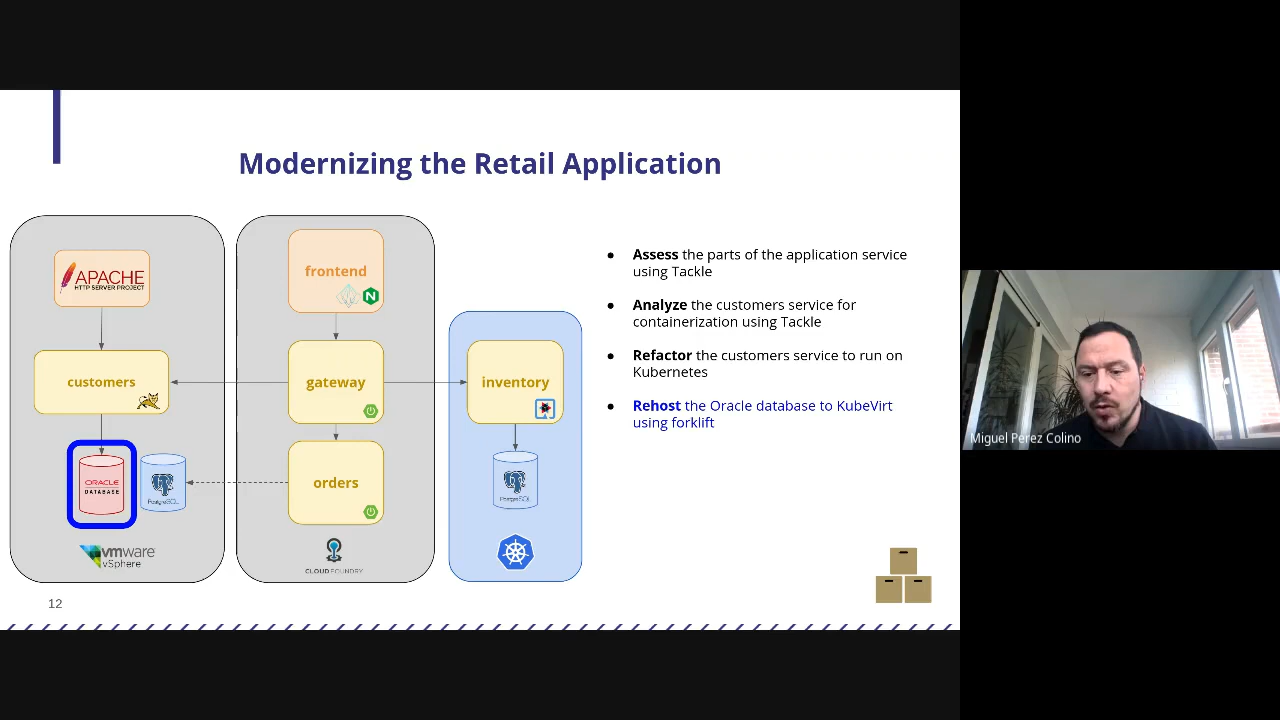 Modernizing the Retail Application
APACHE
HTTP SERVER PROJECT
customers
ORACLE
DATABASE
PostgreSQL
vmware
vSphere
frontend
N
gateway
orders
CLOUD FOUNDRY
inventory
PostgreSQL
● Assess the parts of the application service
using Tackle
● Analyze the customers service for
containerization using Tackle
● Refactor the customers service to run on
Kubernetes
● Rehost the Oracle database to KubeVirt
using forklift
12
Miguel Perez Colino